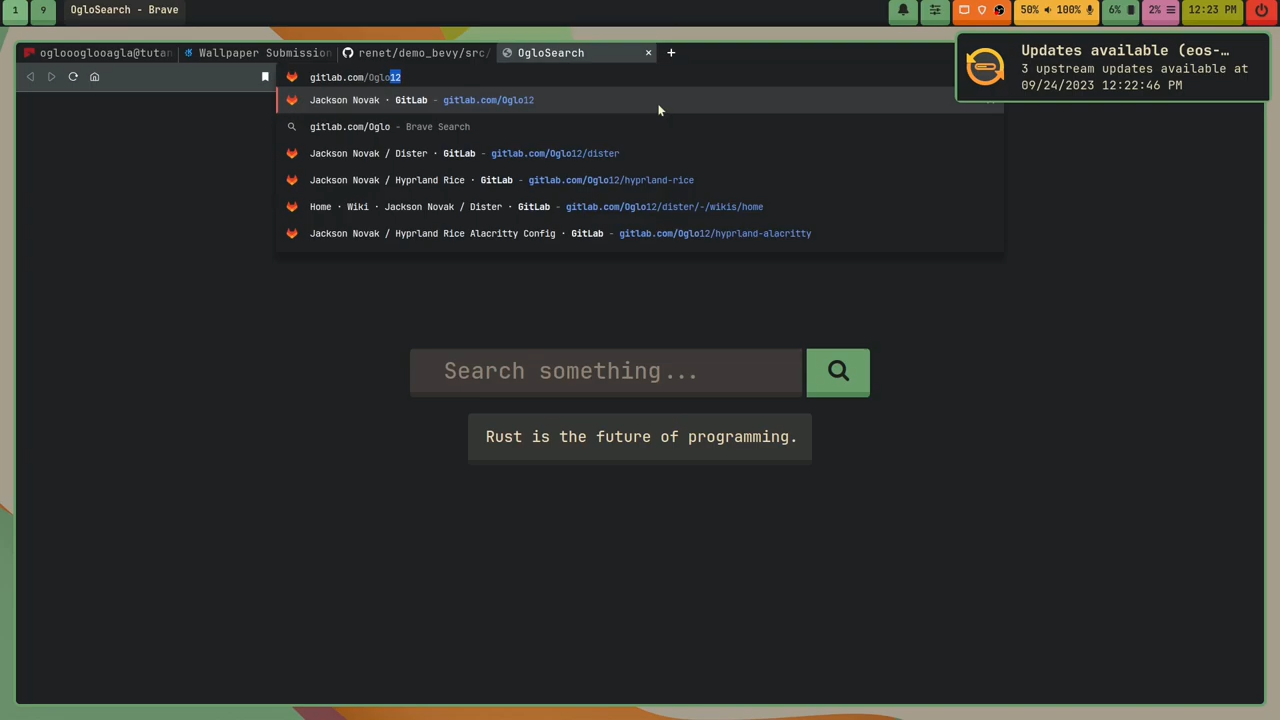 1
9
OgloSearch - Brave
50%
100%
6%
2%
12:23 PM
ogloooglooagla@tutan
Wallpaper Submission
renet/demo_bevy/src/
OgloSearch
×
+
gitlab.com/Oglo12
Jackson Novak · GitLab - gitlab.com/Oglo12
gitlab.com/Oglo - Brave Search
Jackson Novak / Dister · GitLab - gitlab.com/Oglo12/dister
Jackson Novak / Hyprland Rice · GitLab - gitlab.com/Oglo12/hyprland-rice
Home · Wiki · Jackson Novak / Dister · GitLab - gitlab.com/Oglo12/dister/-/wikis/home
Jackson Novak / Hyprland Rice Alacritty Config · GitLab - gitlab.com/Oglo12/hyprland-alacritty
Updates available (eos-…
3 upstream updates available at
09/24/2023 12:22:46 PM
Search something...
Rust is the future of programming.